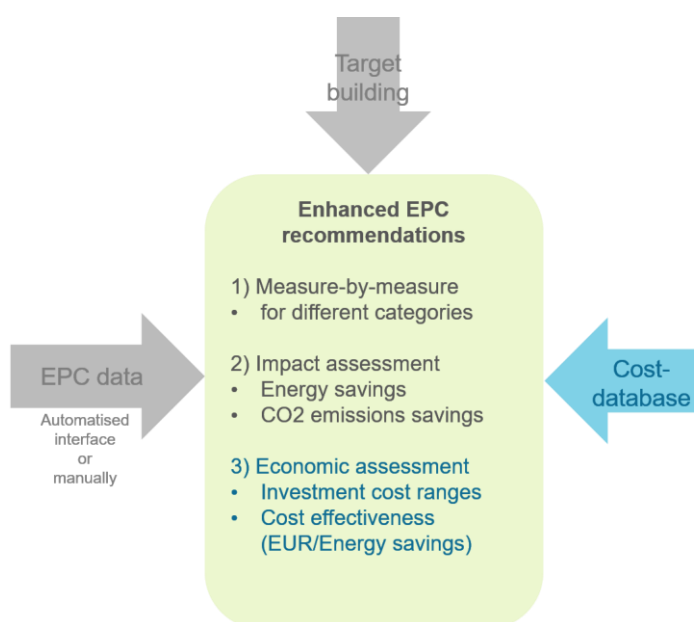 Target
building
Enhanced EPC
recommendations
1) Measure-by-measure
• for different categories
2) Impact assessment
• Energy savings
• CO2 emissions savings
3) Economic assessment
• Investment cost ranges
• Cost effectiveness
(EUR/Energy savings)
EPC data
Automatised
interface
or
manually
Cost-
database